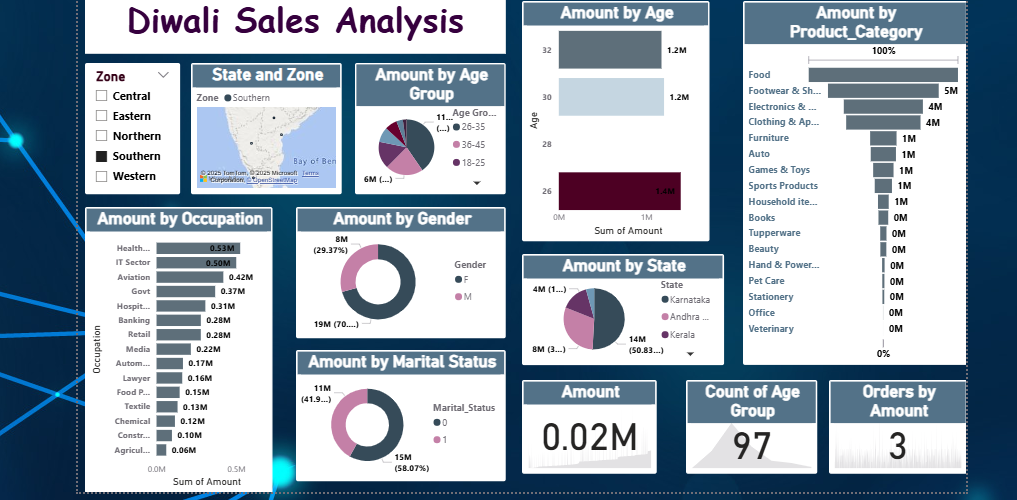 Diwali Sales Analysis
Zone
Central
Eastern
Northern
Southern
Western
State and Zone
Zone Southern
Bay of Ben
© 2025 TomTom, © 2025 Microsoft Corporation, © OpenStreetMap Terms
Amount by Age Group
11... (...)
6M (...)
Age Gro...
26-35
36-45
18-25
Amount by Age
Age
32
1.2M
30
1.2M
28
26
1.4M
0M
1M
Sum of Amount
Amount by Product_Category
100%
Food
Footwear & Sh...
5M
Electronics & ...
4M
Clothing & Ap...
4M
Furniture
1M
Auto
1M
Games & Toys
1M
Sports Products
1M
Household ite...
1M
Books
0M
Tupperware
0M
Beauty
0M
Hand & Power...
0M
Pet Care
0M
Stationery
0M
Office
0M
Veterinary
0M
0%
Amount by Occupation
Occupation
Health...
0.53M
IT Sector
0.50M
Aviation
0.42M
Govt
0.37M
Hospit...
0.31M
Banking
0.28M
Retail
0.28M
Media
0.22M
Autom...
0.17M
Lawyer
0.16M
Food P...
0.15M
Textile
0.13M
Chemical
0.12M
Constr...
0.10M
Agricul...
0.06M
0.0M
0.5M
Sum of Amount
Amount by Gender
8M
(29.37%)
19M (70....)
Gender
F
M
Amount by Marital Status
11M
(41.9...)
15M
(58.07%)
Marital_Status
0
1
Amount by State
4M (1...)
8M (3...)
14M
(50.83...)
State
Karnataka
Andhra ...
Kerala
Amount
0.02M
Count of Age Group
97
Orders by Amount
3